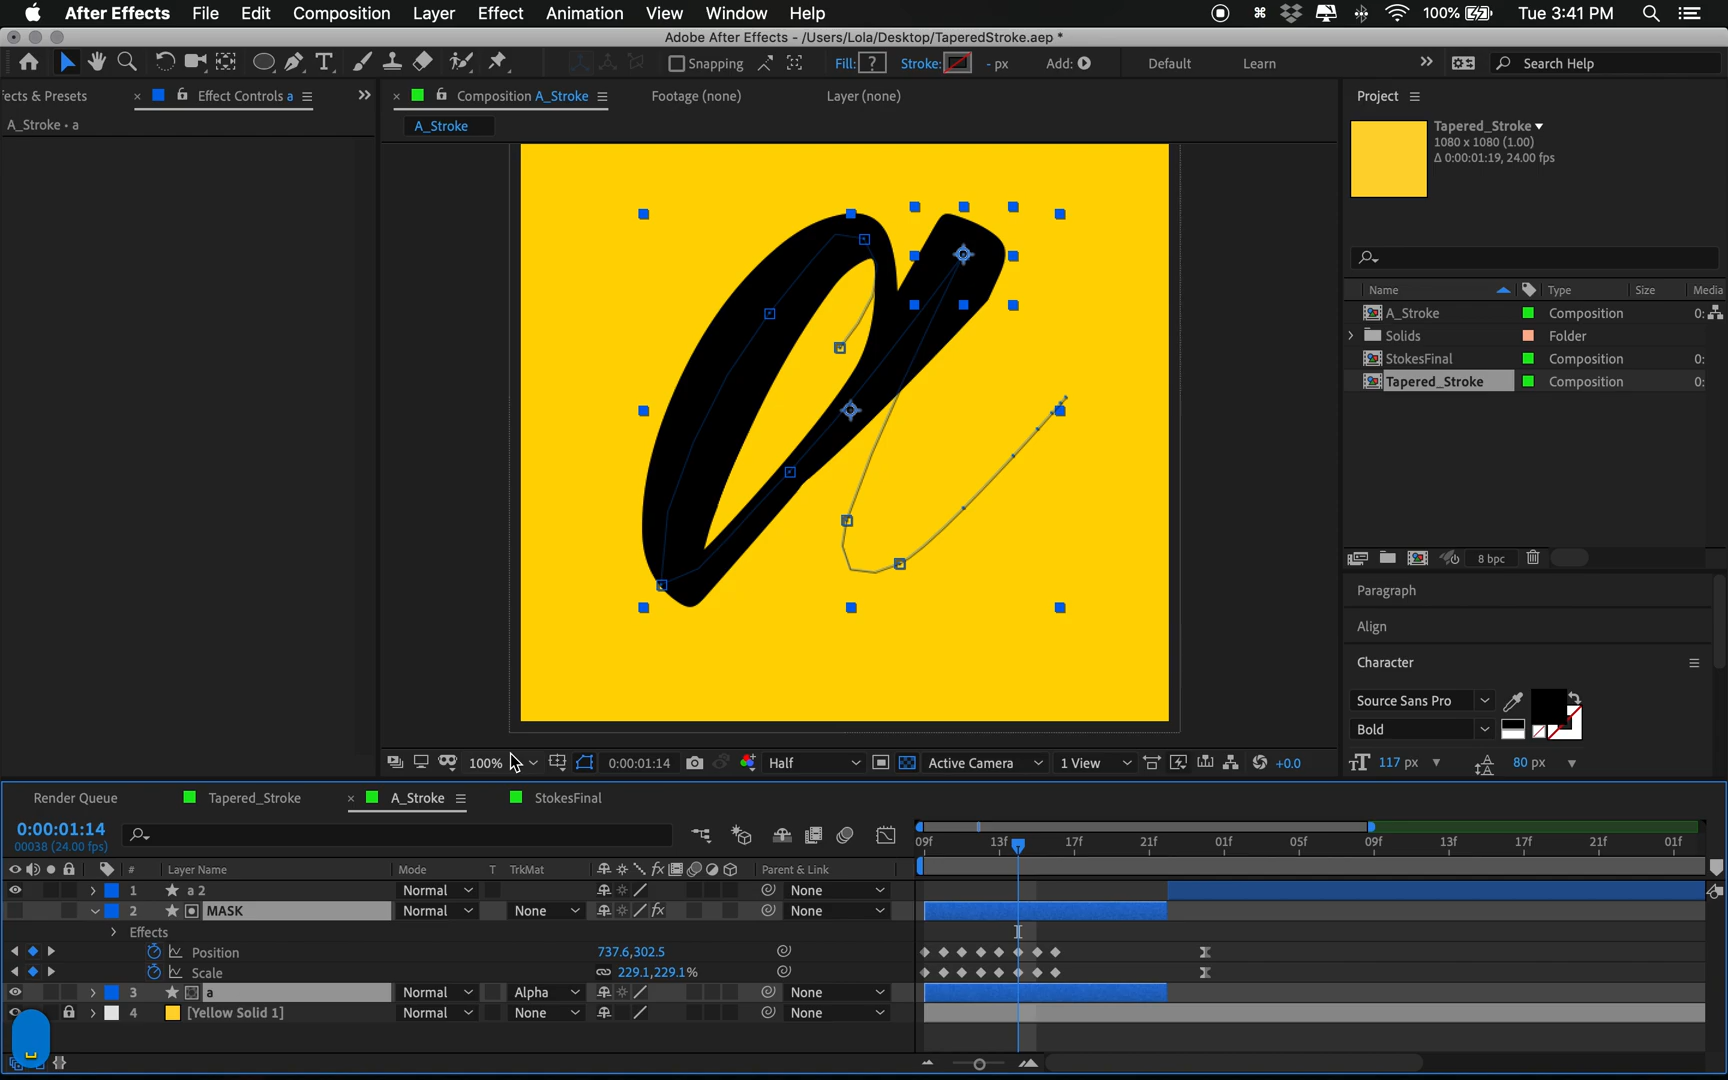 After Effects File Edit Composition Layer Effect Animation View Window Help 100% Tue 3:41 PM
Adobe After Effects - /Users/Lola/Desktop/TaperedStroke.aep *
Snapping Fill: ? Stroke: - px Add: Default Learn Search Help
ects & Presets Effect Controls a Composition A_Stroke Footage (none) Layer (none) Project
A_Stroke • a
A_Stroke
Tapered_Stroke
1080 x 1080 (1.00)
Δ 0:00:01:19, 24.00 fps
Name Type Size Media
A_Stroke Composition 0:
Solids Folder
StokesFinal Composition 0:
Tapered_Stroke Composition 0:
8 bpc
Paragraph
Align
Character
Source Sans Pro
Bold
117 px 80 px
100% 0:00:01:14 Half Active Camera 1 View +0.0
Render Queue Tapered_Stroke A_Stroke StokesFinal
0:00:01:14
00038 (24.00 fps)
09f 13f 17f 21f 01f 05f 09f 13f 17f 21f 01f
# Layer Name Mode T TrkMat Parent & Link
1 a 2 Normal None
2 MASK Normal None None
Effects
Position 737.6,302.5
Scale 229.1,229.1%
3 a Normal Alpha None
4 [Yellow Solid 1] Normal None None